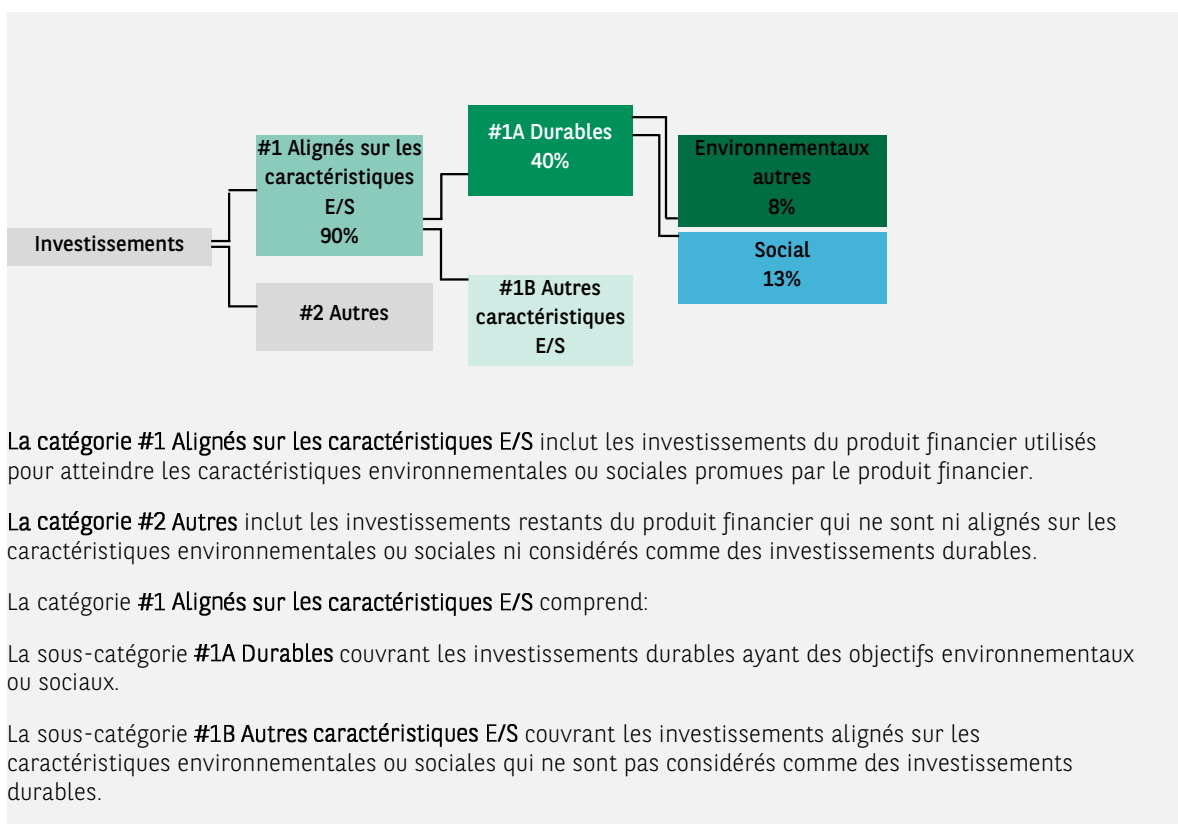 #1A Durables
40%
#1 Alignés sur les
caractéristiques
E/S
90%
Environnementaux
autres
8%
Investissements
Social
13%
#2 Autres
#1B Autres
caractéristiques
E/S
La catégorie #1 Alignés sur les caractéristiques E/S inclut les investissements du produit financier utilisés
pour atteindre les caractéristiques environnementales ou sociales promues par le produit financier.
La catégorie #2 Autres inclut les investissements restants du produit financier qui ne sont ni alignés sur les
caractéristiques environnementales ou sociales ni considérés comme des investissements durables.
La catégorie #1 Alignés sur les caractéristiques E/S comprend:
La sous-catégorie #1A Durables couvrant les investissements durables ayant des objectifs environnementaux
ou sociaux.
La sous-catégorie #1B Autres caractéristiques E/S couvrant les investissements alignés sur les
caractéristiques environnementales ou sociales qui ne sont pas considérés comme des investissements
durables.